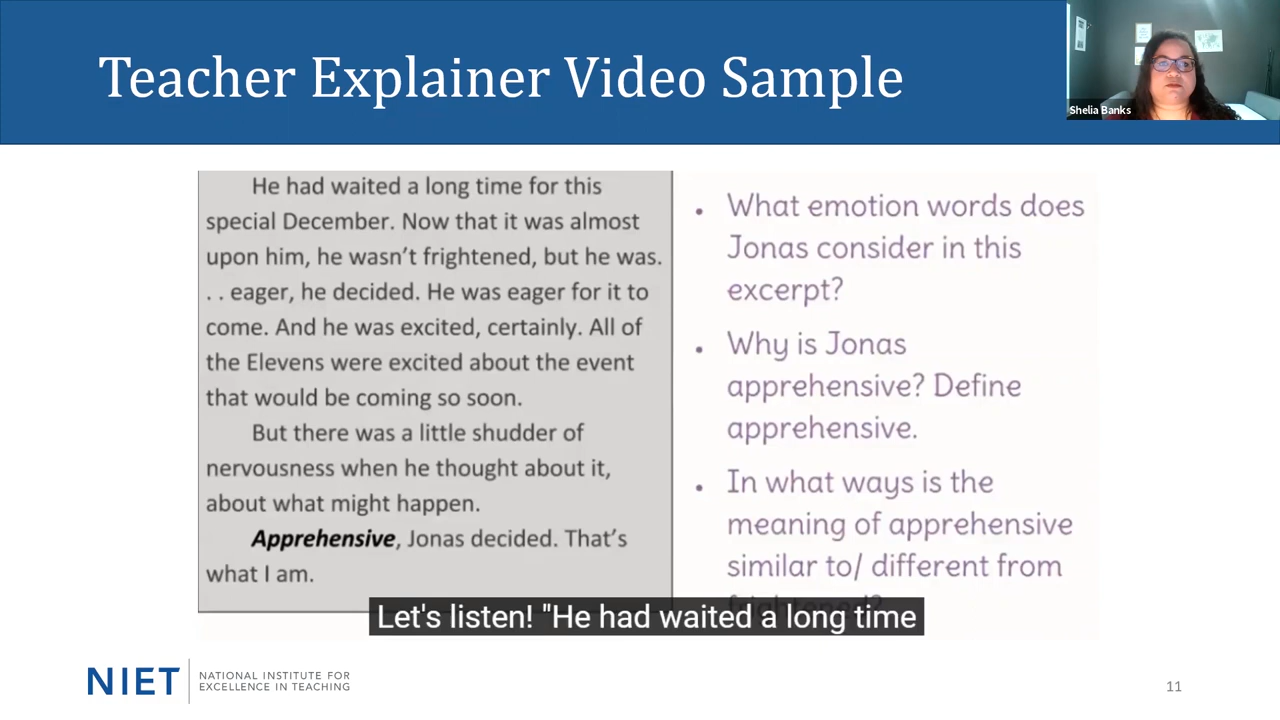 Teacher Explainer Video Sample
Shelia Banks
He had waited a long time for this
special December. Now that it was almost
upon him, he wasn't frightened, but he was.
. . eager, he decided. He was eager for it to
come. And he was excited, certainly. All of
the Elevens were excited about the event
that would be coming so soon.
But there was a little shudder of
nervousness when he thought about it,
about what might happen.
Apprehensive, Jonas decided. That's
what I am.
• What emotion words does
Jonas consider in this
excerpt?
• Why is Jonas
apprehensive? Define
apprehensive.
• In what ways is the
meaning of apprehensive
similar to/ different from
Let's listen! "He had waited a long time
NIET
NATIONAL INSTITUTE FOR
EXCELLENCE IN TEACHING
11